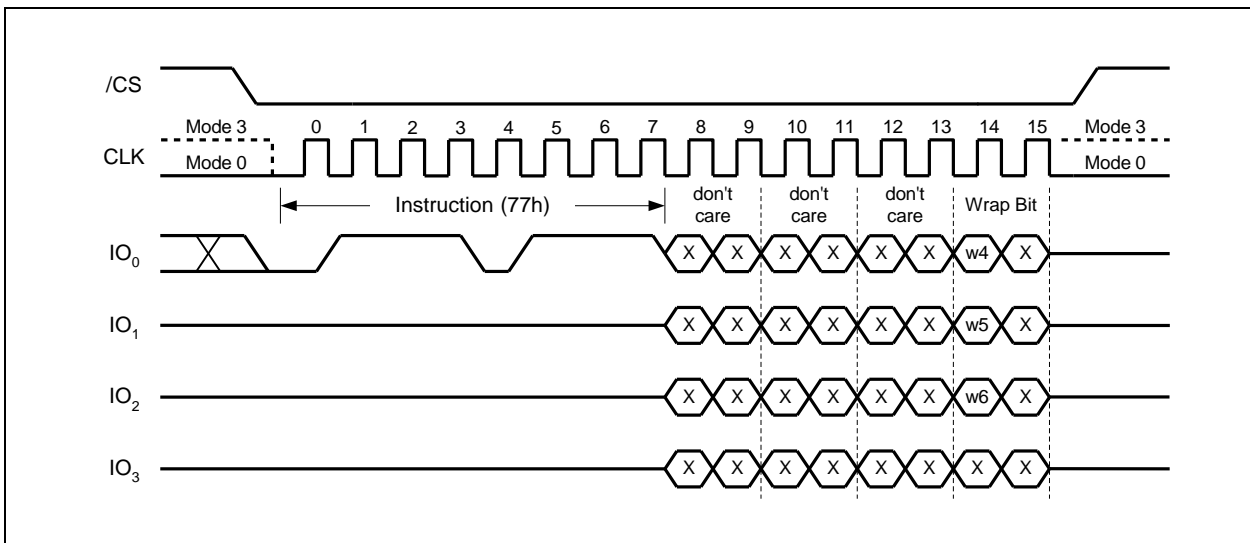 /CS
Mode 3 0 1 2 3 4 5 6 7 8 9 10 11 12 13 14 15 Mode 3
CLK
Mode 0 Mode 0
Instruction (77h) don't care don't care don't care Wrap Bit
IO0 X X X X X X w4 X
IO1 X X X X X X w5 X
IO2 X X X X X X w6 X
IO3 X X X X X X X X